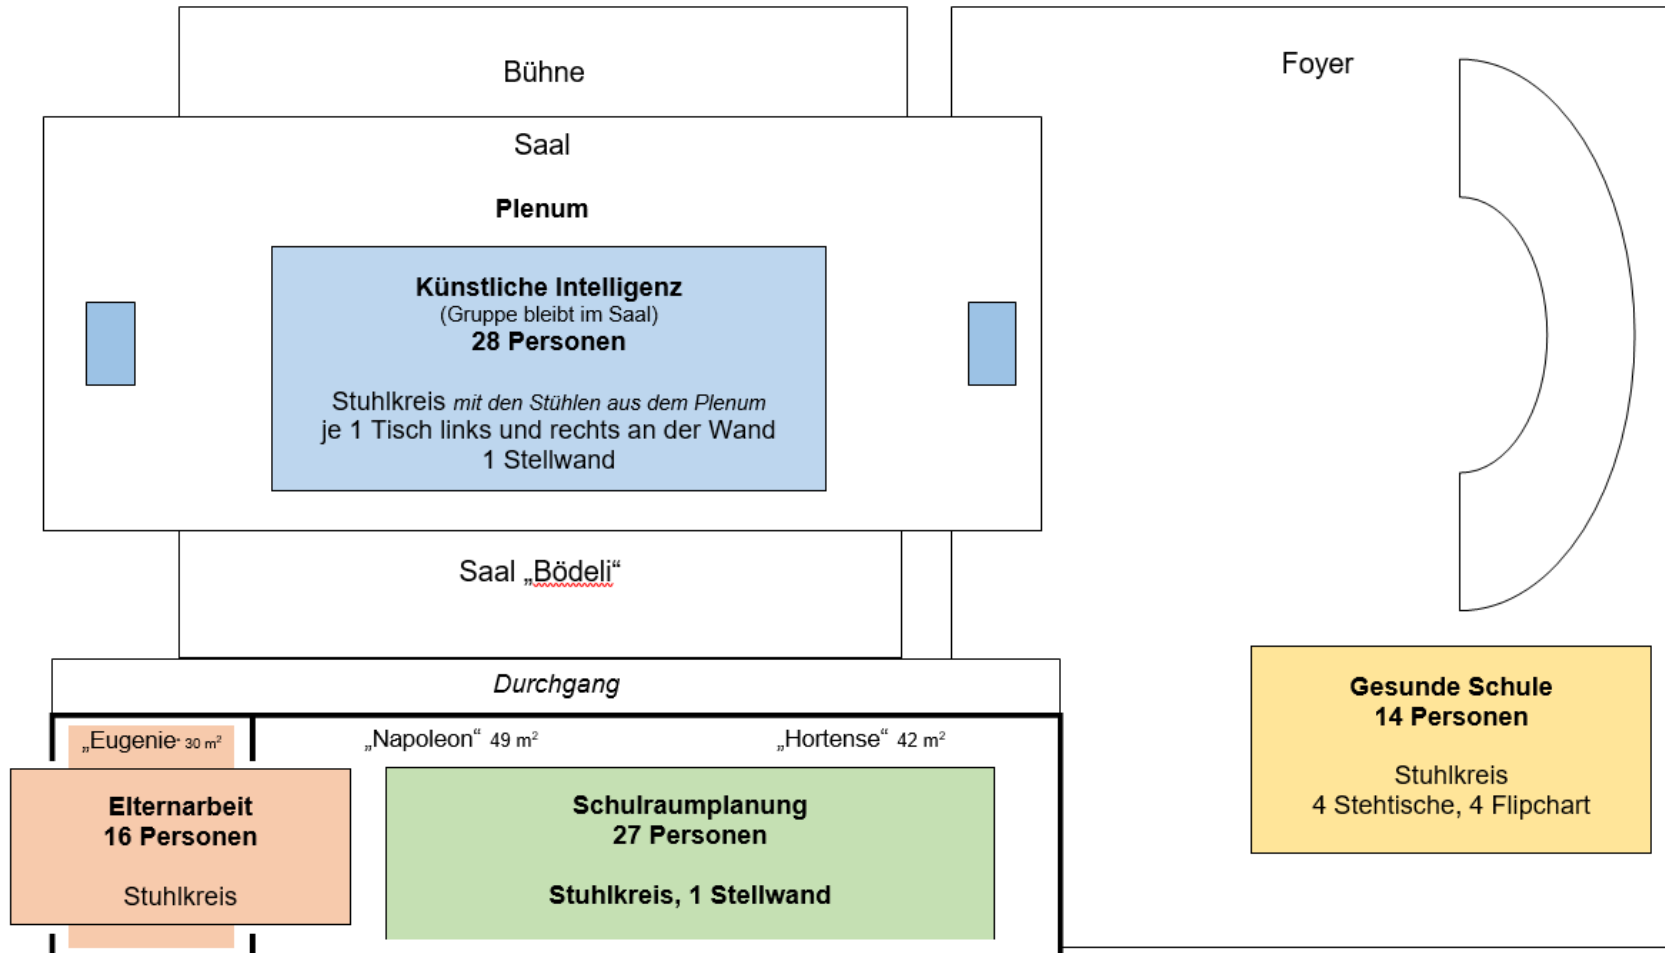 Bühne
Foyer
Saal
Plenum
Künstliche Intelligenz
(Gruppe bleibt im Saal)
28 Personen
Stuhlkreis mit den Stühlen aus dem Plenum
je 1 Tisch links und rechts an der Wand
1 Stellwand
Saal „Bödeli“
Durchgang
„Eugenie“ 30 m²
„Napoleon“ 49 m²
„Hortense“ 42 m²
Elternarbeit
16 Personen
Stuhlkreis
Schulraumplanung
27 Personen
Stuhlkreis, 1 Stellwand
Gesunde Schule
14 Personen
Stuhlkreis
4 Stehtische, 4 Flipchart